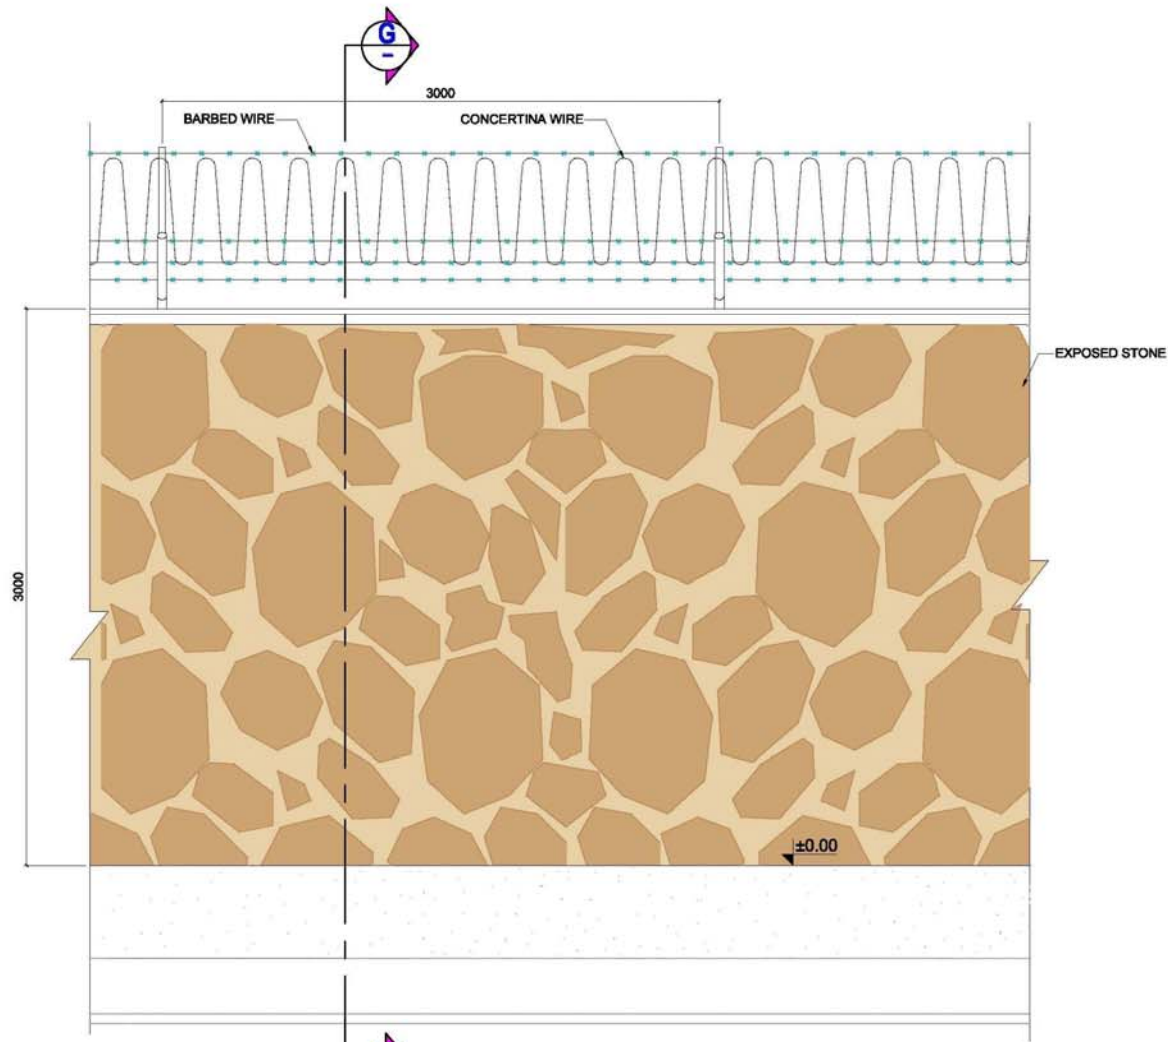 G
-
3000
BARBED WIRE
CONCERTINA WIRE
EXPOSED STONE
3000
±0.00